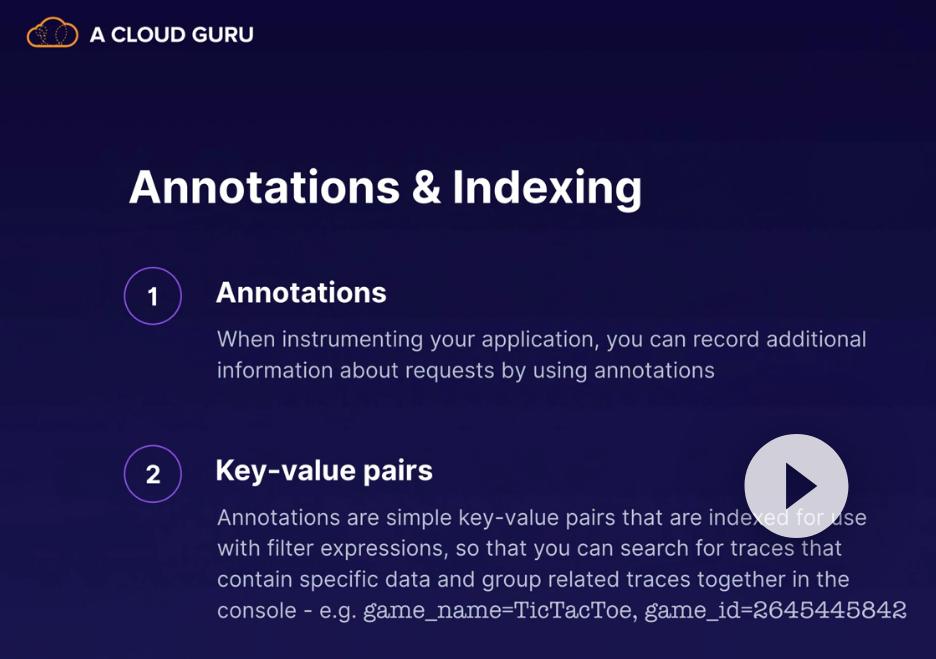 A CLOUD GURU
Annotations & Indexing
1
Annotations
When instrumenting your application, you can record additional
information about requests by using annotations
2
Key-value pairs
Annotations are simple key-value pairs that are indexed for use
with filter expressions, so that you can search for traces that
contain specific data and group related traces together in the
console - e.g. game_name=TicTacToe, game_id=2645445842